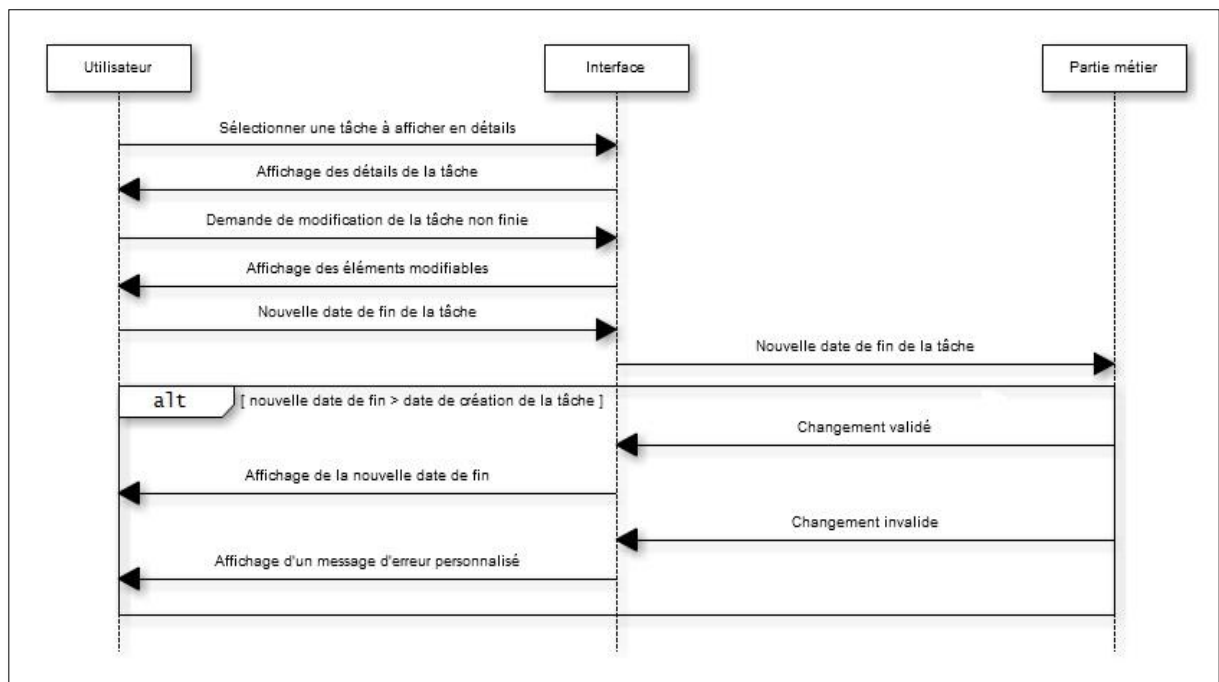 Utilisateur
Interface
Partie métier
Sélectionner une tâche à afficher en détails
Affichage des détails de la tâche
Demande de modification de la tâche non finie
Affichage des éléments modifiables
Nouvelle date de fin de la tâche
Nouvelle date de fin de la tâche
alt
[ nouvelle date de fin > date de création de la tâche ]
Changement validé
Affichage de la nouvelle date de fin
Changement invalide
Affichage d'un message d'erreur personnalisé